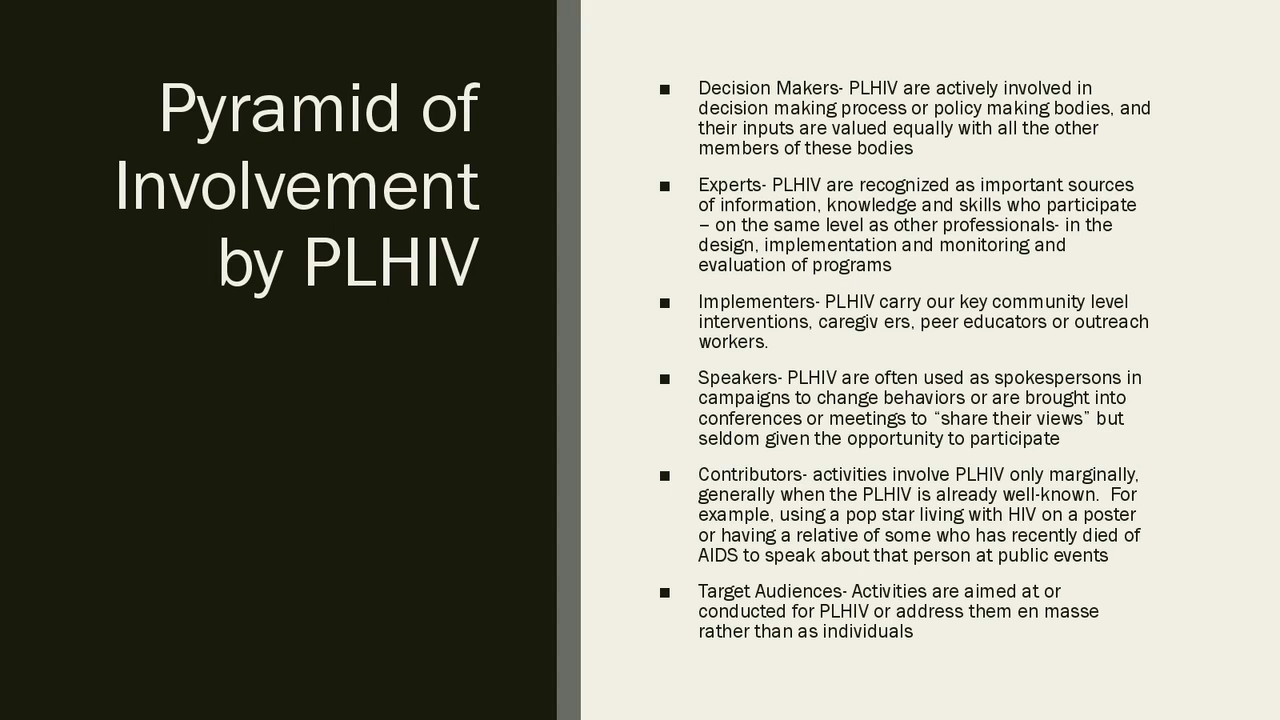 Pyramid of
Involvement
by PLHIV
■ Decision Makers- PLHIV are actively involved in
decision making process or policy making bodies, and
their inputs are valued equally with all the other
members of these bodies
■ Experts- PLHIV are recognized as important sources
of information, knowledge and skills who participate
– on the same level as other professionals- in the
design, implementation and monitoring and
evaluation of programs
■ Implementers- PLHIV carry our key community level
interventions, caregiv ers, peer educators or outreach
workers.
■ Speakers- PLHIV are often used as spokespersons in
campaigns to change behaviors or are brought into
conferences or meetings to “share their views” but
seldom given the opportunity to participate
■ Contributors- activities involve PLHIV only marginally,
generally when the PLHIV is already well-known.  For
example, using a pop star living with HIV on a poster
or having a relative of some who has recently died of
AIDS to speak about that person at public events
■ Target Audiences- Activities are aimed at or
conducted for PLHIV or address them en masse
rather than as individuals